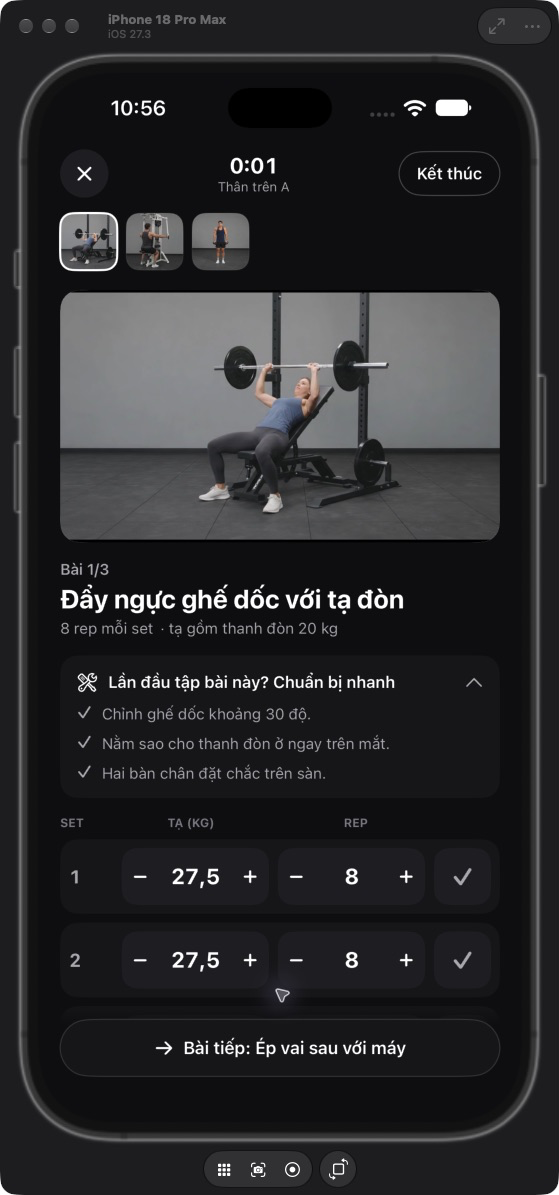 iPhone 18 Pro Max
iOS 27.3
10:56
0:01
Thân trên A
Kết thúc
Bài 1/3
Đẩy ngực ghế dốc với tạ đòn
8 rep mỗi set · tạ gồm thanh đòn 20 kg
Lần đầu tập bài này? Chuẩn bị nhanh
Chỉnh ghế dốc khoảng 30 độ.
Nằm sao cho thanh đòn ở ngay trên mắt.
Hai bàn chân đặt chắc trên sàn.
SET TẠ (KG) REP
1 − 27,5 + − 8 +
2 − 27,5 + − 8 +
Bài tiếp: Ép vai sau với máy